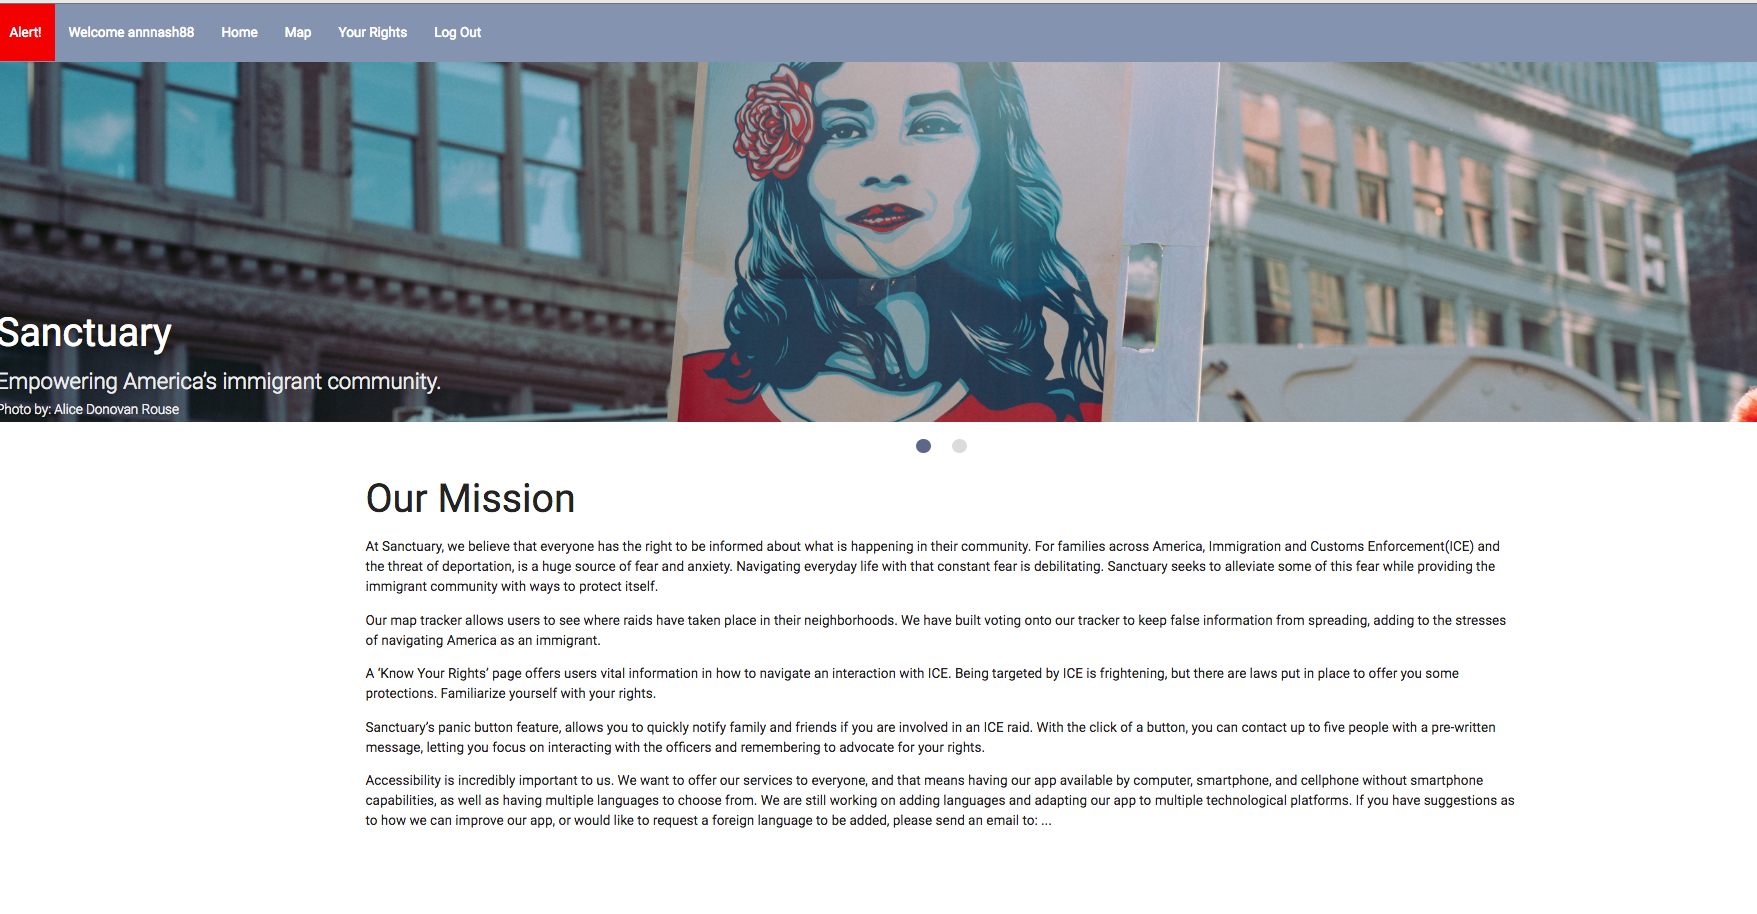 Alert! Welcome annnash88 Home Map Your Rights Log Out
Sanctuary
Empowering America's immigrant community.
Photo by: Alice Donovan Rouse
Our Mission
At Sanctuary, we believe that everyone has the right to be informed about what is happening in their community. For families across America, Immigration and Customs Enforcement(ICE) and
the threat of deportation, is a huge source of fear and anxiety. Navigating everyday life with that constant fear is debilitating. Sanctuary seeks to alleviate some of this fear while providing the
immigrant community with ways to protect itself.
Our map tracker allows users to see where raids have taken place in their neighborhoods. We have built voting onto our tracker to keep false information from spreading, adding to the stresses
of navigating America as an immigrant.
A ‘Know Your Rights’ page offers users vital information in how to navigate an interaction with ICE. Being targeted by ICE is frightening, but there are laws put in place to offer you some
protections. Familiarize yourself with your rights.
Sanctuary’s panic button feature, allows you to quickly notify family and friends if you are involved in an ICE raid. With the click of a button, you can contact up to five people with a pre-written
message, letting you focus on interacting with the officers and remembering to advocate for your rights.
Accessibility is incredibly important to us. We want to offer our services to everyone, and that means having our app available by computer, smartphone, and cellphone without smartphone
capabilities, as well as having multiple languages to choose from. We are still working on adding languages and adapting our app to multiple technological platforms. If you have suggestions as
to how we can improve our app, or would like to request a foreign language to be added, please send an email to: ...